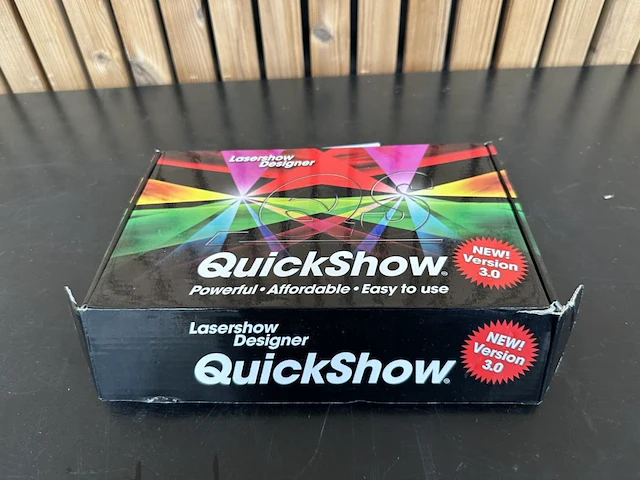 Lasershow
Designer
QuickShow®
Powerful • Affordable • Easy to use
NEW!
Version
3.0
Lasershow
Designer
QuickShow®
NEW!
Version
3.0